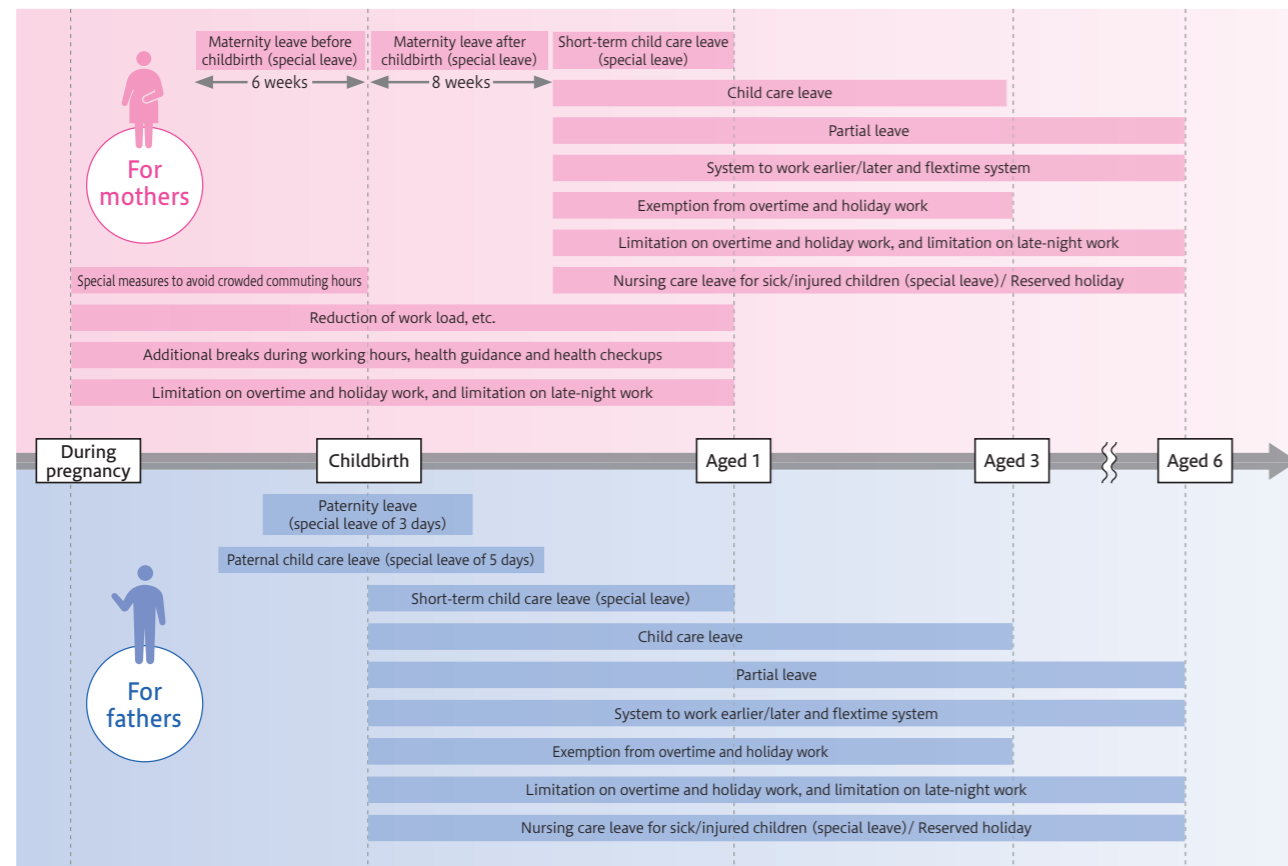 Maternity leave before
childbirth (special leave)
Maternity leave after
childbirth (special leave)
Short-term child care leave
(special leave)
6 weeks
8 weeks
Child care leave
Partial leave
For
mothers
System to work earlier/later and flextime system
Exemption from overtime and holiday work
Limitation on overtime and holiday work, and limitation on late-night work
Special measures to avoid crowded commuting hours
Nursing care leave for sick/injured children (special leave)/ Reserved holiday
Reduction of work load, etc.
Additional breaks during working hours, health guidance and health checkups
Limitation on overtime and holiday work, and limitation on late-night work
During
pregnancy
Childbirth
Aged 1
Aged 3
Aged 6
Paternity leave
(special leave of 3 days)
Paternal child care leave (special leave of 5 days)
Short-term child care leave (special leave)
Child care leave
Partial leave
For
fathers
System to work earlier/later and flextime system
Exemption from overtime and holiday work
Limitation on overtime and holiday work, and limitation on late-night work
Nursing care leave for sick/injured children (special leave)/ Reserved holiday